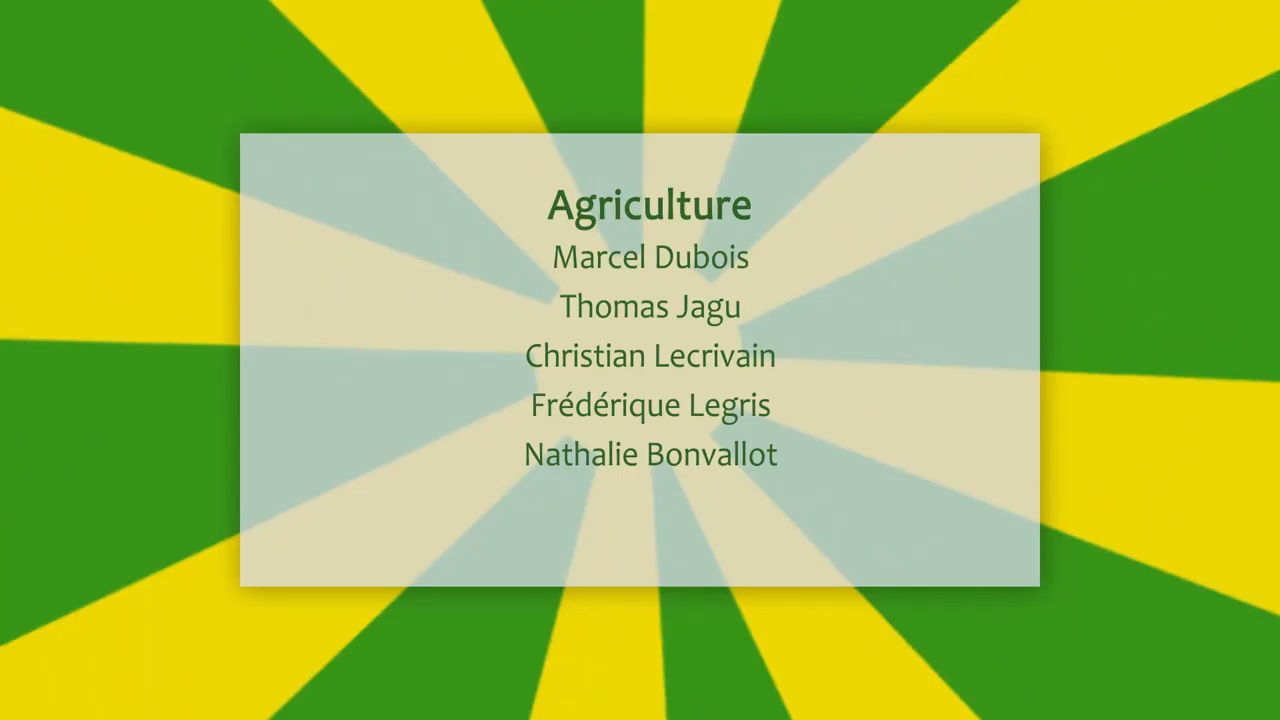 Agriculture
Marcel Dubois
Thomas Jagu
Christian Lecrivain
Frédérique Legris
Nathalie Bonvallot